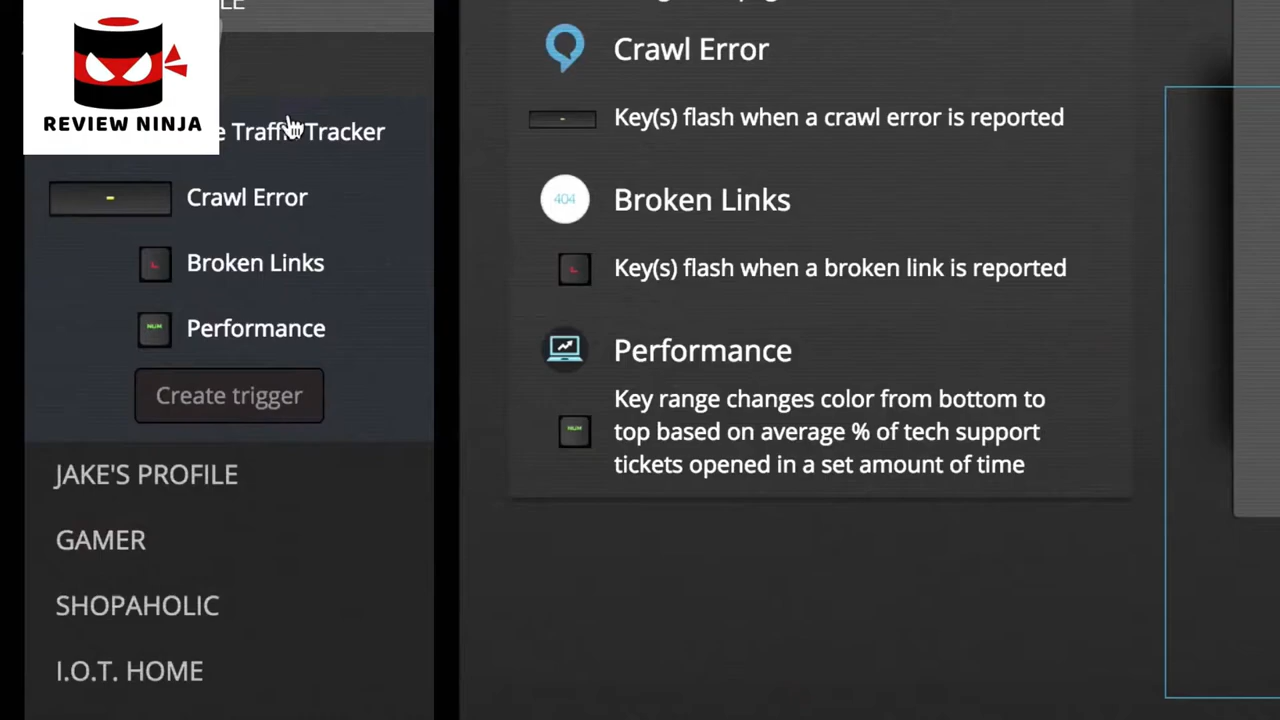 REVIEW NINJA
Traffic Tracker
Crawl Error
Broken Links
NUM
Performance
Create trigger
JAKE'S PROFILE
GAMER
SHOPAHOLIC
I.O.T. HOME
Crawl Error
Key(s) flash when a crawl error is reported
404
Broken Links
Key(s) flash when a broken link is reported
Performance
NUM
Key range changes color from bottom to
top based on average % of tech support
tickets opened in a set amount of time